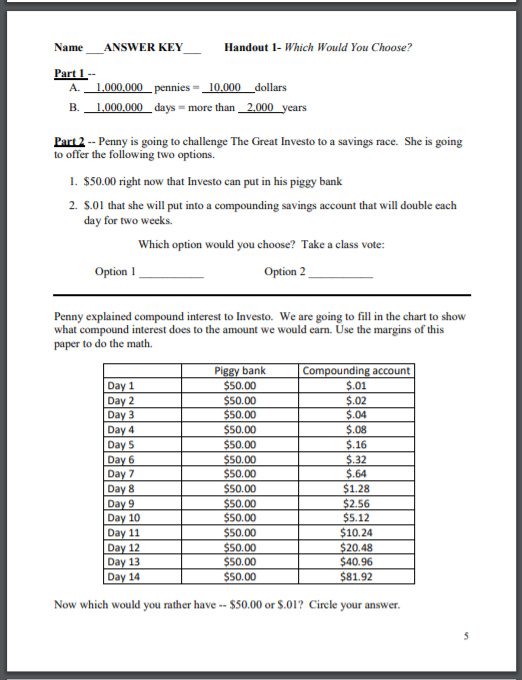 Name ___ANSWER KEY___ Handout 1- Which Would You Choose?
Part 1 --
A. __1,000,000__ pennies = _10,000___dollars
B. __1,000,000__ days = more than _2,000__years
Part 2 -- Penny is going to challenge The Great Investo to a savings race. She is going
to offer the following two options.
1. $50.00 right now that Investo can put in his piggy bank
2. $.01 that she will put into a compounding savings account that will double each
day for two weeks.
Which option would you choose? Take a class vote:
Option 1 __________ Option 2 __________
Penny explained compound interest to Investo. We are going to fill in the chart to show
what compound interest does to the amount we would earn. Use the margins of this
paper to do the math.
Piggy bank Compounding account
Day 1 $50.00 $.01
Day 2 $50.00 $.02
Day 3 $50.00 $.04
Day 4 $50.00 $.08
Day 5 $50.00 $.16
Day 6 $50.00 $.32
Day 7 $50.00 $.64
Day 8 $50.00 $1.28
Day 9 $50.00 $2.56
Day 10 $50.00 $5.12
Day 11 $50.00 $10.24
Day 12 $50.00 $20.48
Day 13 $50.00 $40.96
Day 14 $50.00 $81.92
Now which would you rather have -- $50.00 or $.01? Circle your answer.
5